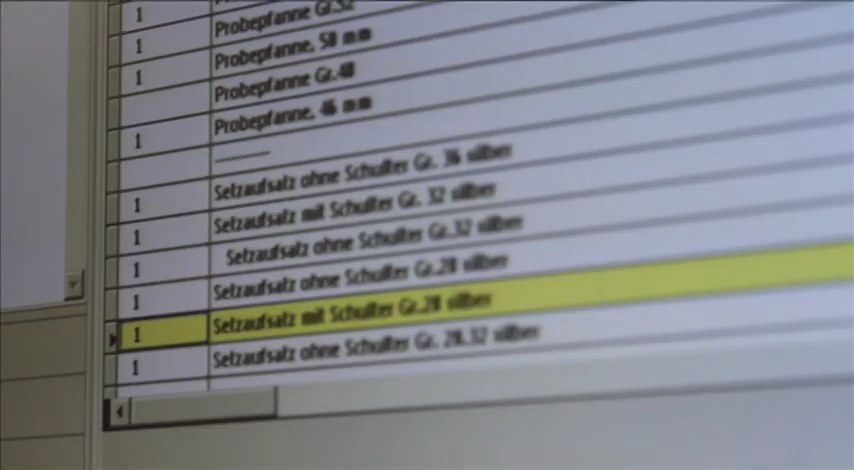 1 Probepfanne Gr.52
1 Probepfanne, 50 mm
1 Probepfanne Gr.48
Probepfanne, 46 mm
1 ———
Setzaufsatz ohne Schulter Gr. 36 silber
1 Setzaufsatz mit Schulter Gr. 32 silber
1 Setzaufsatz ohne Schulter Gr.32 silber
1 Setzaufsatz ohne Schulter Gr.28 silber
1 Setzaufsatz mit Schulter Gr.28 silber
1 Setzaufsatz ohne Schulter Gr. 28.32 silber
1